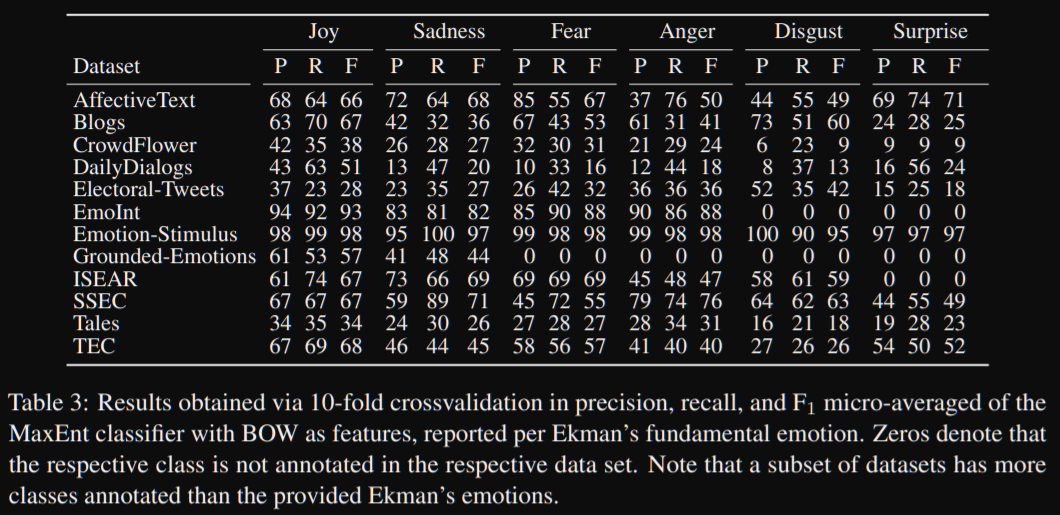 Joy Sadness Fear Anger Disgust Surprise
Dataset P R F P R F P R F P R F P R F P R F
AffectiveText 68 64 66 72 64 68 85 55 67 37 76 50 44 55 49 69 74 71
Blogs 63 70 67 42 32 36 67 43 53 61 31 41 73 51 60 24 28 25
CrowdFlower 42 35 38 26 28 27 32 30 31 21 29 24 6 23 9 9 9 9
DailyDialogs 43 63 51 13 47 20 10 33 16 12 44 18 8 37 13 16 56 24
Electoral-Tweets 37 23 28 23 35 27 26 42 32 36 36 36 52 35 42 15 25 18
EmoInt 94 92 93 83 81 82 85 90 88 90 86 88 0 0 0 0 0 0
Emotion-Stimulus 98 99 98 95 100 97 99 98 98 99 98 98 100 90 95 97 97 97
Grounded-Emotions 61 53 57 41 48 44 0 0 0 0 0 0 0 0 0 0 0 0
ISEAR 61 74 67 73 66 69 69 69 69 45 48 47 58 61 59 0 0 0
SSEC 67 67 67 59 89 71 45 72 55 79 74 76 64 62 63 44 55 49
Tales 34 35 34 24 30 26 27 28 27 28 34 31 16 21 18 19 28 23
TEC 67 69 68 46 44 45 58 56 57 41 40 40 27 26 26 54 50 52
Table 3: Results obtained via 10-fold crossvalidation in precision, recall, and F₁ micro-averaged of the
MaxEnt classifier with BOW as features, reported per Ekman's fundamental emotion. Zeros denote that
the respective class is not annotated in the respective data set. Note that a subset of datasets has more
classes annotated than the provided Ekman's emotions.